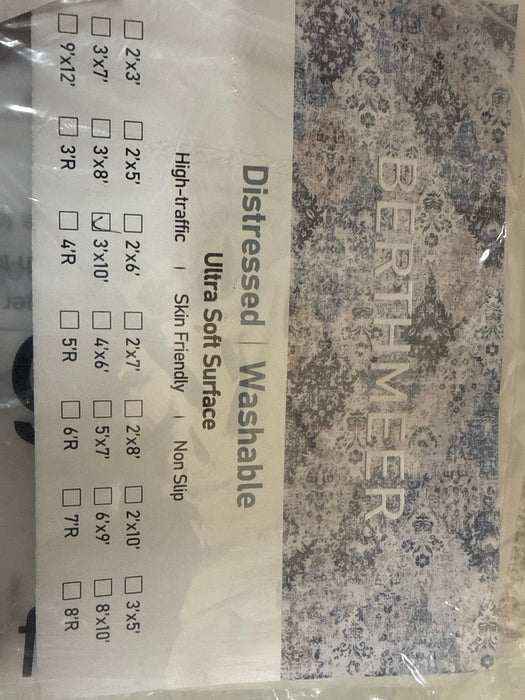 BERTHMEER
Distressed | Washable
Ultra Soft Surface
High-traffic | Skin Friendly | Non Slip
☐ 2'x3' ☐ 2'x5' ☐ 2'x6' ☐ 2'x7' ☐ 2'x8' ☐ 2'x10' ☐ 3'x5'
☐ 3'x7' ☐ 3'x8' ☑ 3'x10' ☐ 4'x6' ☐ 5'x7' ☐ 6'x9' ☐ 8'x10'
☐ 9'x12' ☐ 3'R ☐ 4'R ☐ 5'R ☐ 6'R ☐ 7'R ☐ 8'R